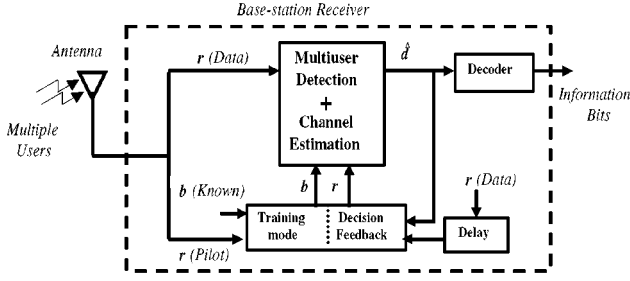 Base-station Receiver
Antenna
r (Data)
Multiuser
Detection
+
Channel
Estimation
d̂
Decoder
Information
Bits
Multiple
Users
b (Known)
b
r
r (Data)
Training
mode
Decision
Feedback
Delay
r (Pilot)